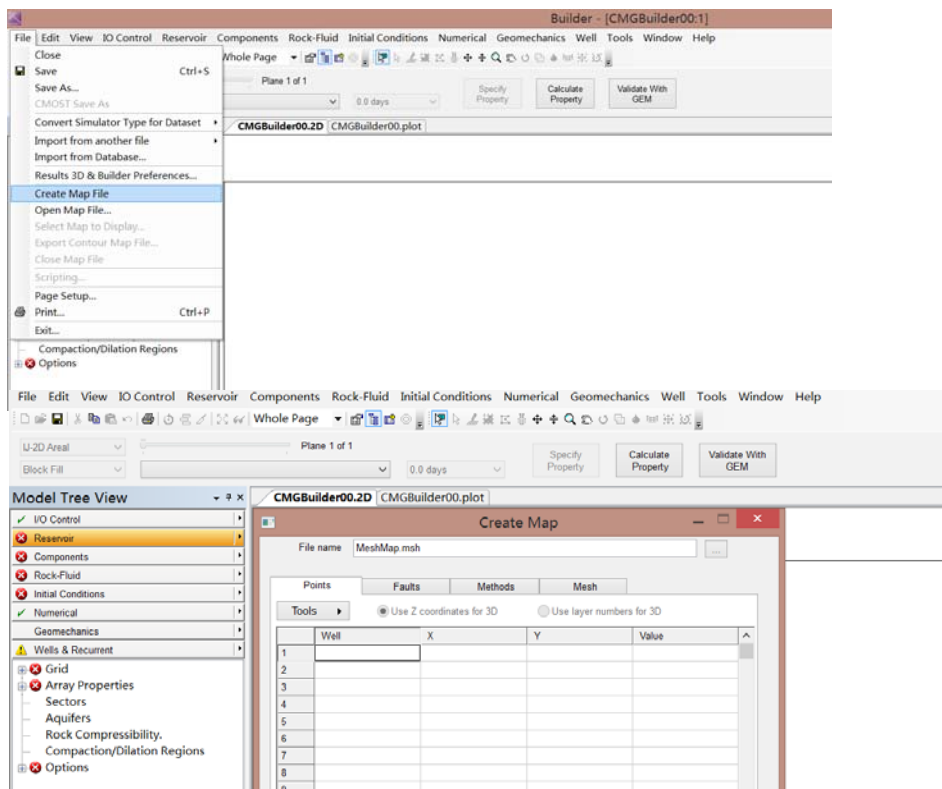 Builder - [CMGBuilder00:1]
File Edit View IO Control Reservoir Components Rock-Fluid Initial Conditions Numerical Geomechanics Well Tools Window Help
Close
Save Ctrl+S
Save As...
CMOST Save As
Convert Simulator Type for Dataset
Import from another file
Import from Database...
Results 3D & Builder Preferences...
Create Map File
Open Map File...
Select Map to Display...
Export Contour Map File...
Close Map File
Scripting...
Page Setup...
Print... Ctrl+P
Exit...
Whole Page
Plane 1 of 1
0.0 days
Specify Property
Calculate Property
Validate With GEM
CMGBuilder00.2D CMGBuilder00.plot
Compaction/Dilation Regions
Options
File Edit View IO Control Reservoir Components Rock-Fluid Initial Conditions Numerical Geomechanics Well Tools Window Help
Whole Page
IJ-2D Areal
Plane 1 of 1
Block Fill
0.0 days
Specify Property
Calculate Property
Validate With GEM
Model Tree View
I/O Control
Reservoir
Components
Rock-Fluid
Initial Conditions
Numerical
Geomechanics
Wells & Recurrent
Grid
Array Properties
Sectors
Aquifers
Rock Compressibility.
Compaction/Dilation Regions
Options
CMGBuilder00.2D CMGBuilder00.plot
Create Map
File name MeshMap.msh
...
Points Faults Methods Mesh
Tools Use Z coordinates for 3D Use layer numbers for 3D
Well X Y Value
1
2
3
4
5
6
7
8